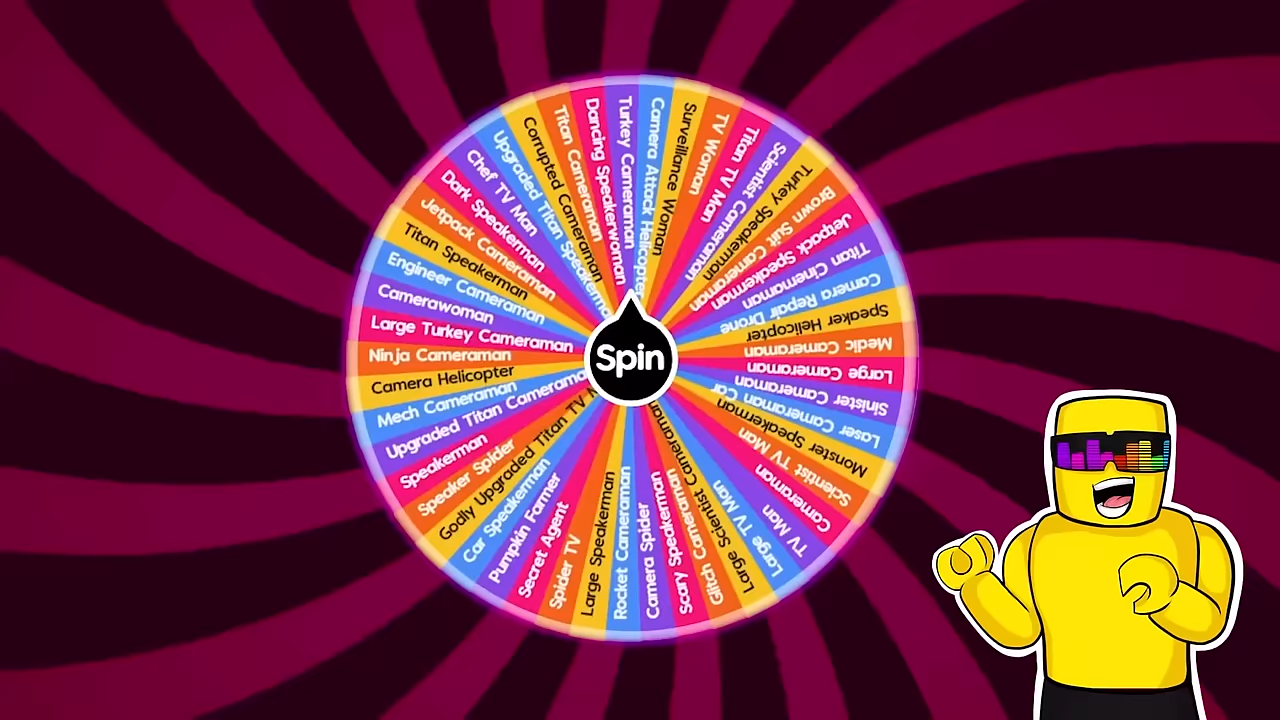 Camera Attack Helicopter
Surveillance Woman
TV Woman
Titan TV Man
Scientist Cameraman
Turkey Speakerman
Brown Suit Cameraman
Jetpack Speakerman
Titan Cinemaman
Camera Repair Drone
Speaker Helicopter
Medic Cameraman
Large Cameraman
Sinister Cameraman
Laser Cameraman Car
Monster Speakerman
Scientist TV Man
Cameraman
TV Man
Large TV Man
Large Scientist Cameraman
Glitch Cameraman
Scary Speakerman
Camera Spider
Rocket Cameraman
Large Speakerman
Spider TV
Secret Agent
Pumpkin Farmer
Car Speakerman
Godly Upgraded Titan TV
Speaker Spider
Speakerman
Upgraded Titan Camerama
Mech Cameraman
Camera Helicopter
Ninja Cameraman
Large Turkey Cameraman
Camerawoman
Engineer Cameraman
Titan Speakerman
Jetpack Cameraman
Dark Speakerman
Chef TV Man
Upgraded Titan Speakerma
Corrupted Cameraman
Titan Cameraman
Dancing Speakerwoman
Turkey Cameraman
Spin